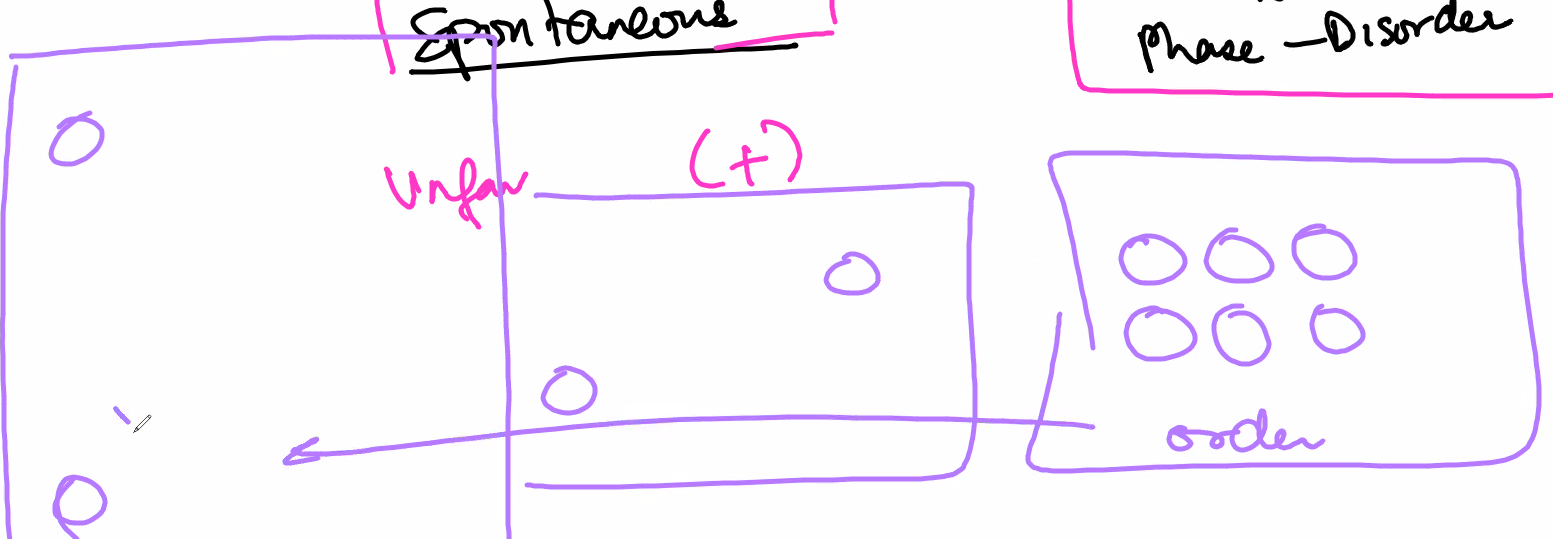 Spontaneous
Phase - Disorder
(+)
Unfav
order